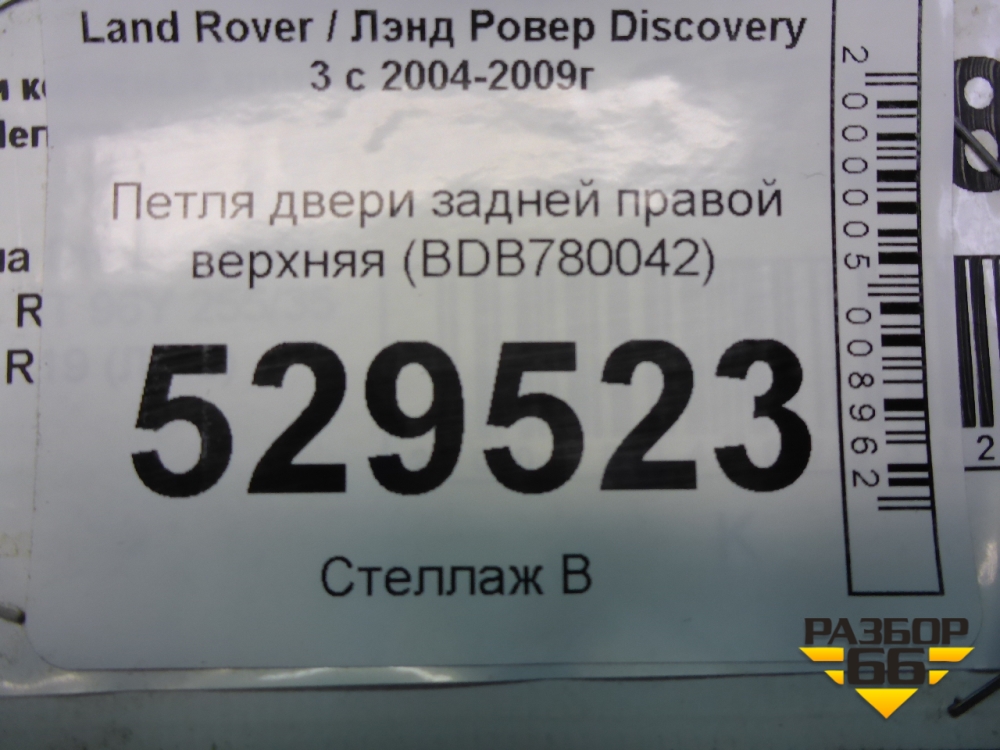 Land Rover / Лэнд Ровер Discovery
3 с 2004-2009г
Петля двери задней правой
верхняя (BDB780042)
529523
Стеллаж В
2000005008962
R
R
2
РАЗБОР
66